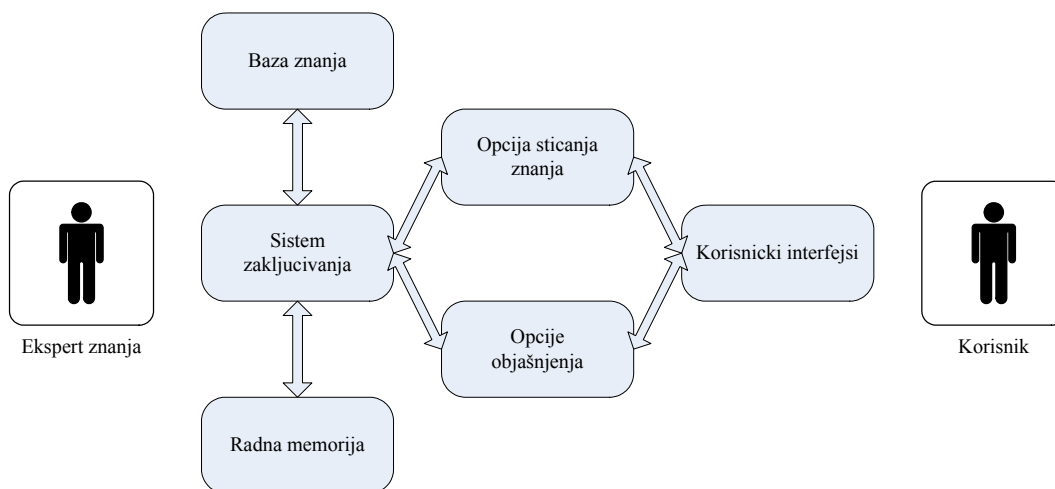 Baza znanja
Opcija sticanja
znanja
Sistem
zakljucivanja
Korisnicki interfejsi
Ekspert znanja
Korisnik
Opcije
objašnjenja
Radna memorija